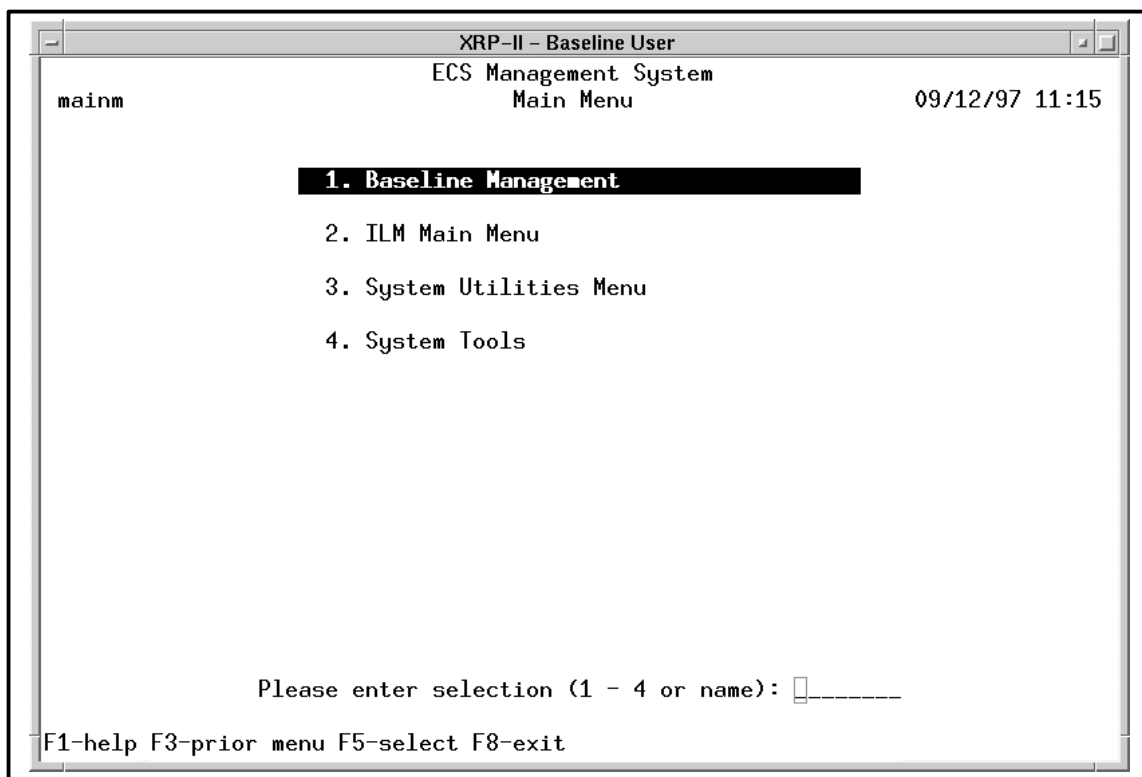 XRP-II - Baseline User
ECS Management System
mainm Main Menu 09/12/97 11:15
1. Baseline Management
2. ILM Main Menu
3. System Utilities Menu
4. System Tools
Please enter selection (1 - 4 or name): ________
F1-help F3-prior menu F5-select F8-exit